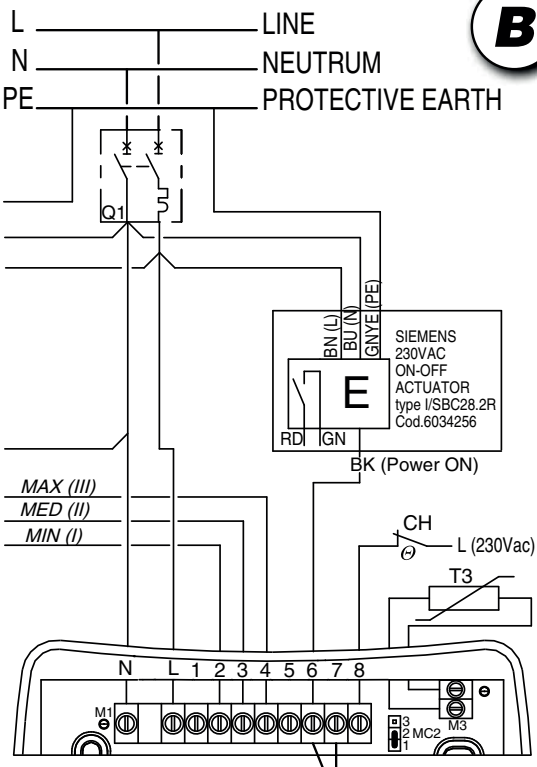 B
L LINE
N NEUTRUM
PE PROTECTIVE EARTH
Q1
BN (L)
BU (N)
GNYE (PE)
SIEMENS
230VAC
ON-OFF
ACTUATOR
type I/SBC28.2R
Cod.6034256
E
RD GN
BK (Power ON)
MAX (III)
MED (II)
MIN (I)
CH
Θ
L (230Vac)
T3
N L 1 2 3 4 5 6 7 8
M1
3
2
1
MC2
M3